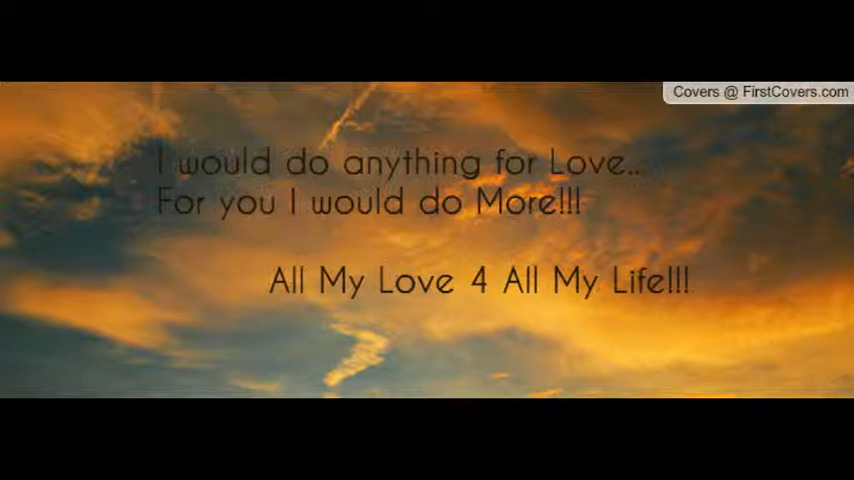 Covers @ FirstCovers.com
I would do anything for Love...
For you I would do More!!!
All My Love 4 All My Life!!!